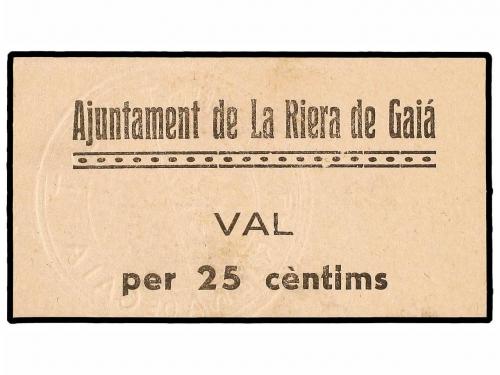 Ajuntament de La Riera de Gaiá
VAL
per 25 cèntims